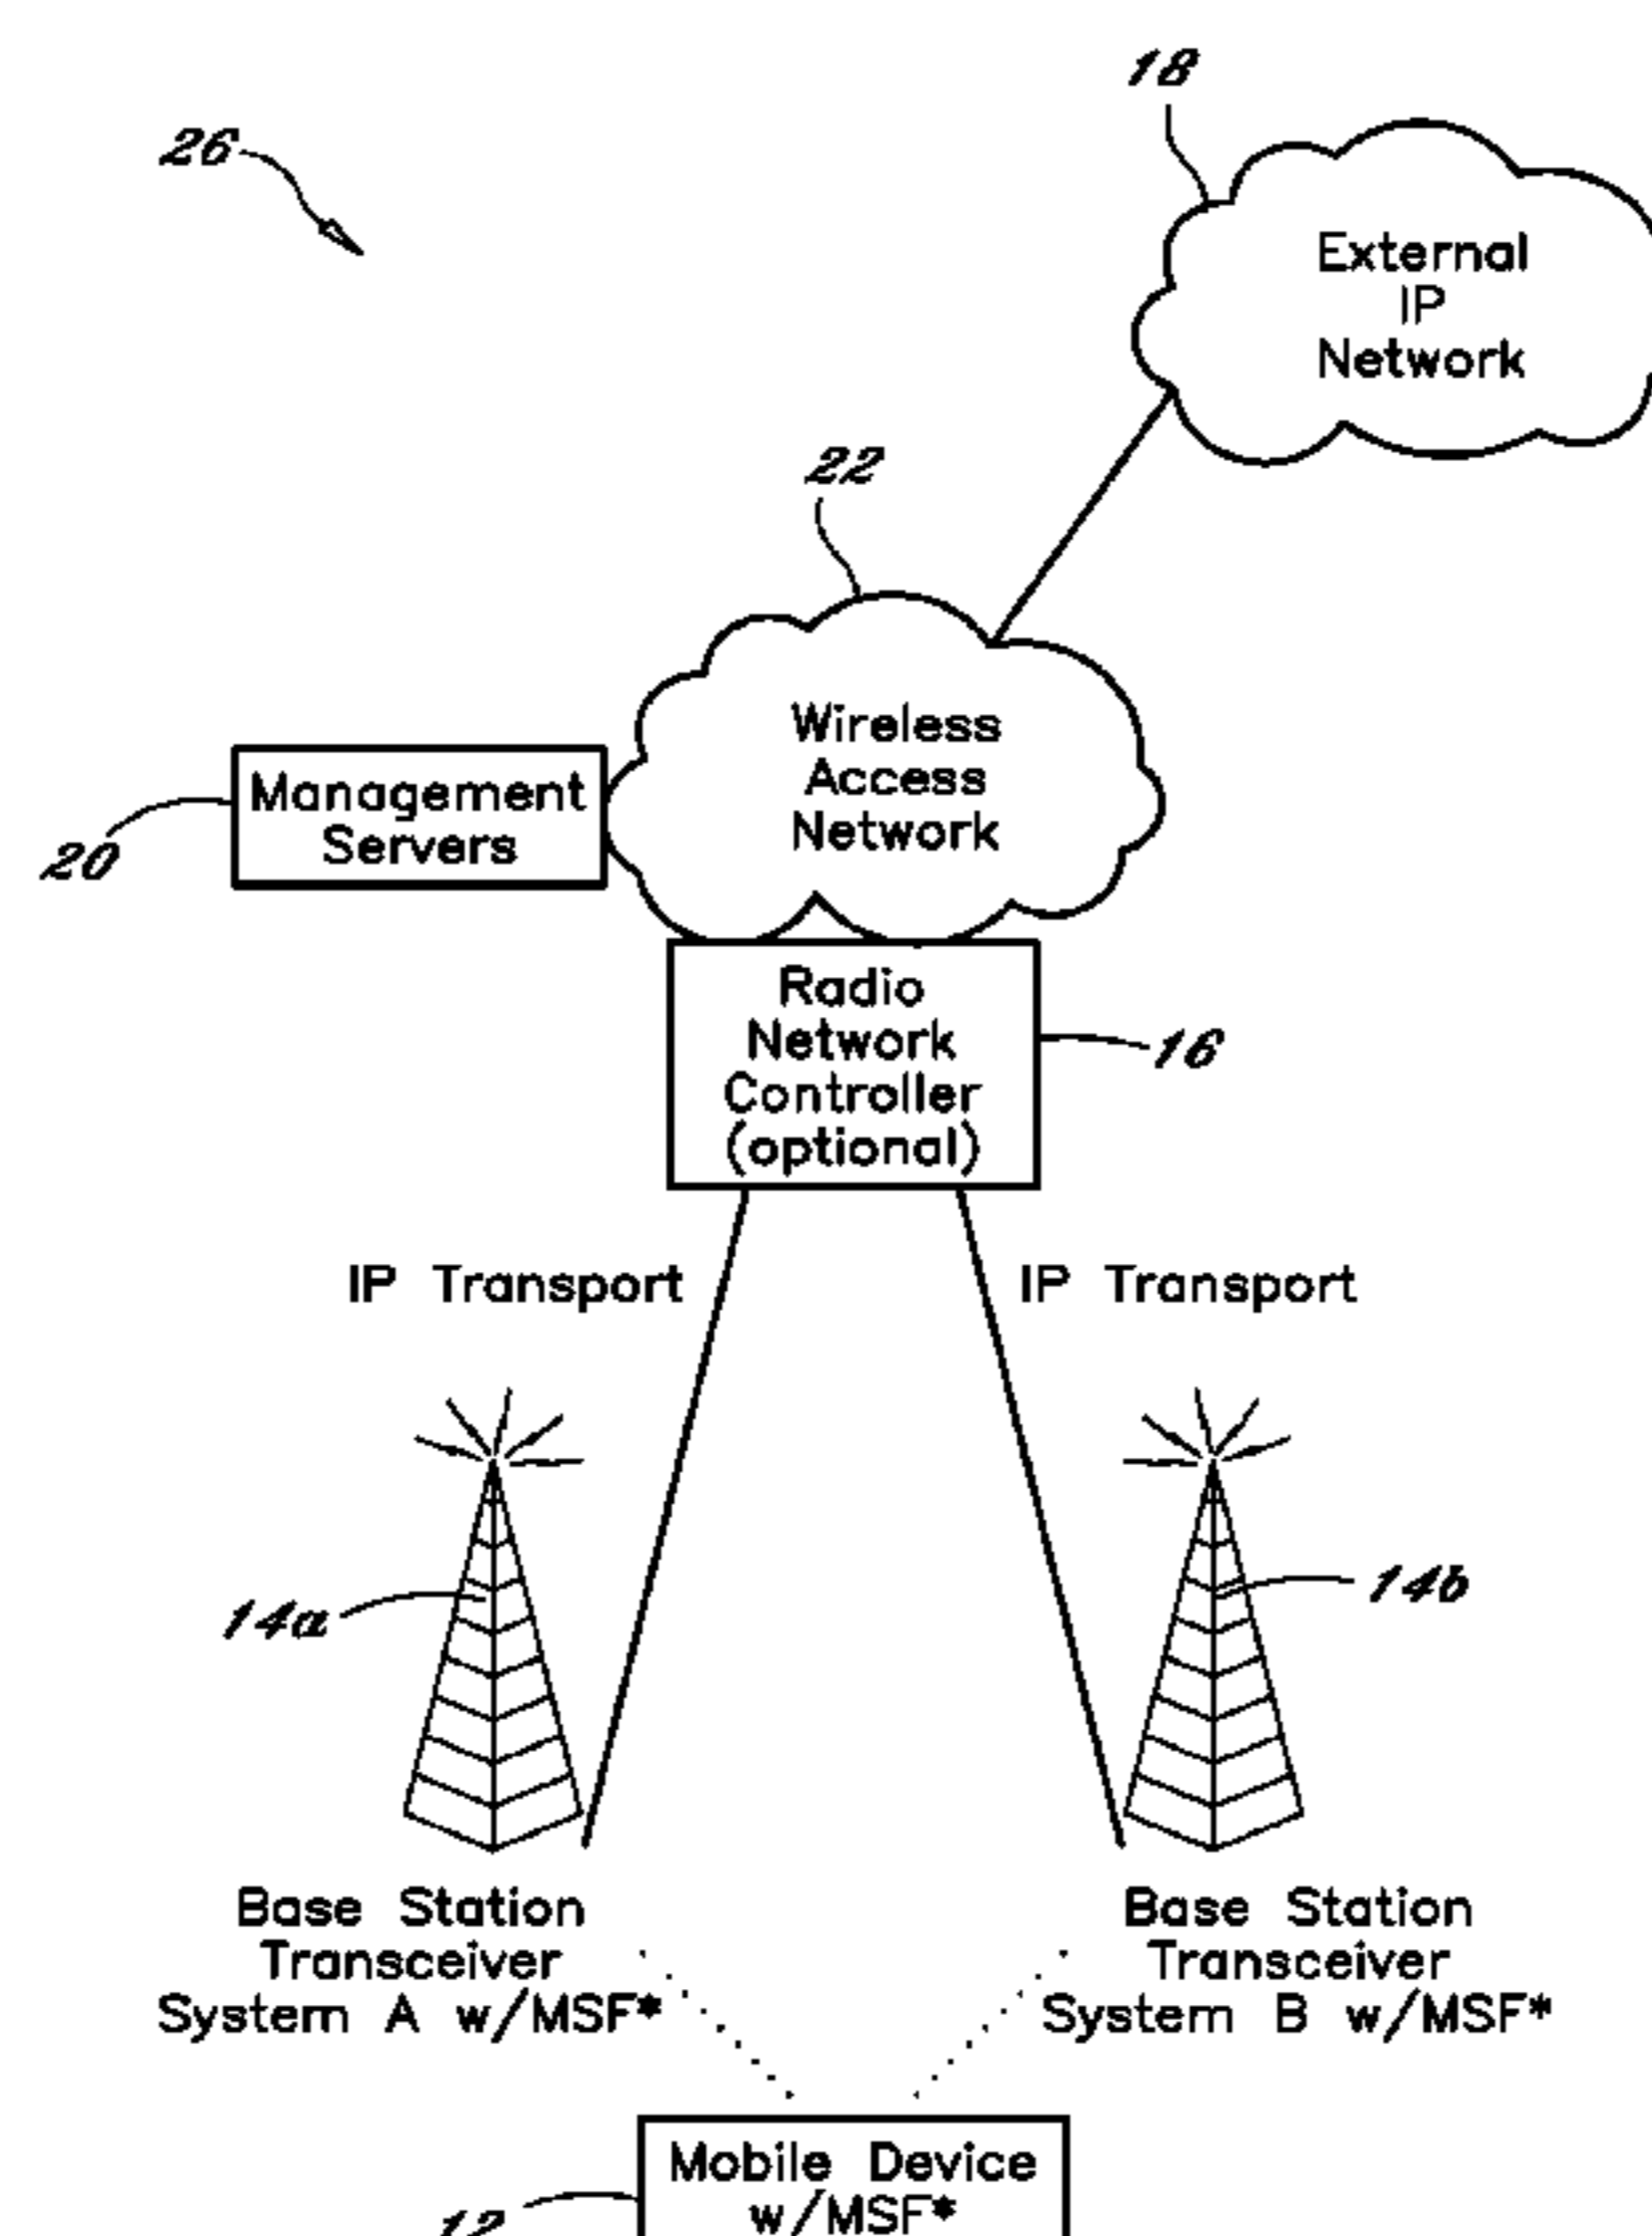 18
26
External
IP
Network
22
Wireless
Access
Network
Management
Servers
20
Radio
Network
Controller
(optional)
16
IP Transport
IP Transport
14a
14b
Base Station
Transceiver
System A w/MSF*
Base Station
Transceiver
System B w/MSF*
Mobile Device
w/MSF*
12